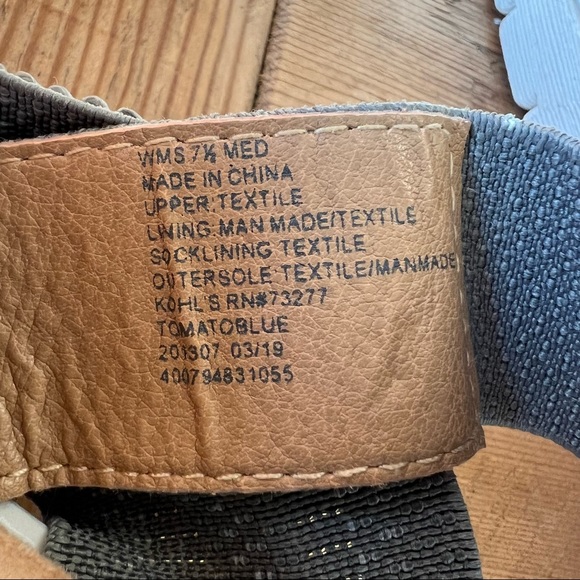 WMS 7½ MED
MADE IN CHINA
UPPER:TEXTILE
LINING:MAN MADE/TEXTILE
SOCKLINING TEXTILE
OUTERSOLE TEXTILE/MANMADE
KOHL'S RN#73277
TOMATOBLUE
201307 03/19
400794831055